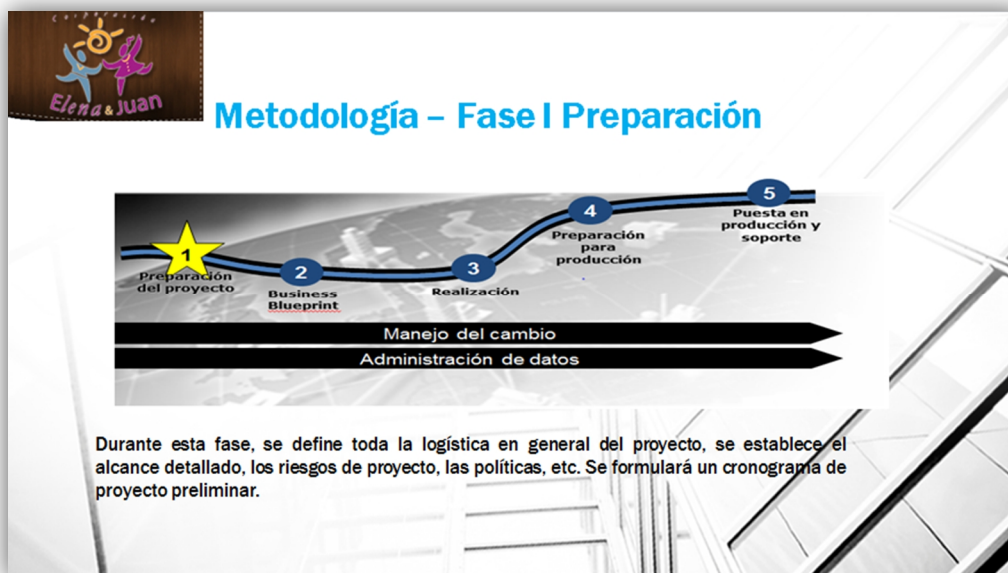 Corporación
Elena & Juan
Metodología – Fase I Preparación
1
Preparación
del proyecto
2
Business
Blueprint
3
Realización
4
Preparación
para
producción
5
Puesta en
producción y
soporte
Manejo del cambio
Administración de datos
Durante esta fase, se define toda la logística en general del proyecto, se establece el
alcance detallado, los riesgos de proyecto, las políticas, etc. Se formulará un cronograma de
proyecto preliminar.